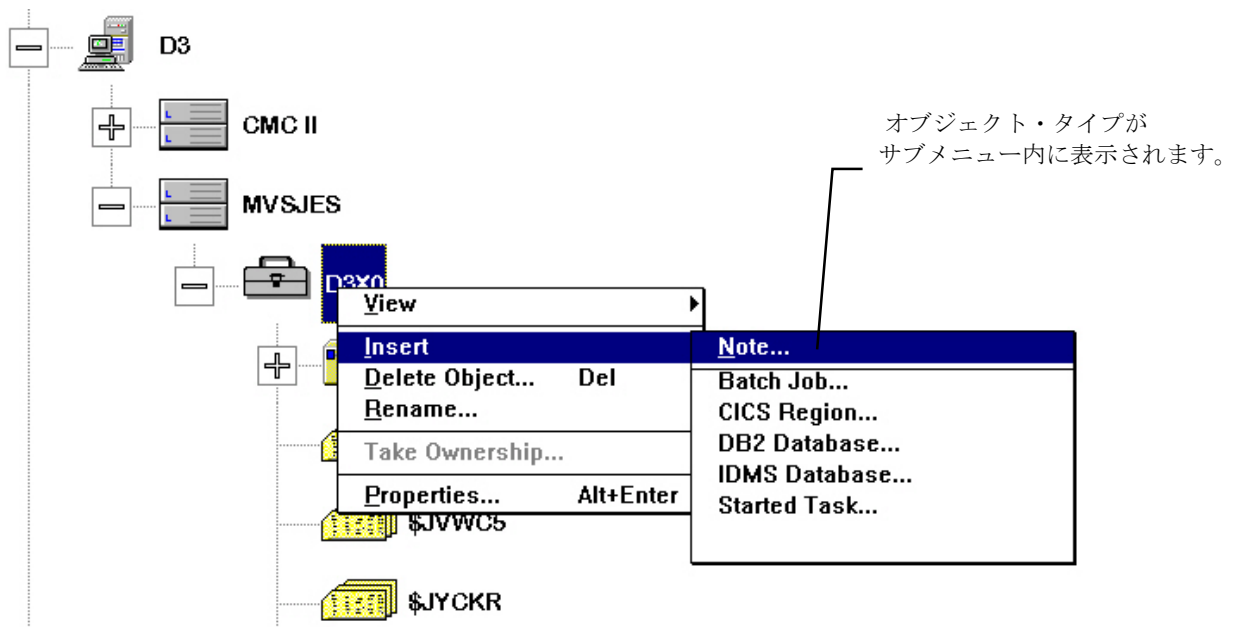 D3
CMC II
オブジェクト・タイプが
サブメニュー内に表示されます。
MVSJES
D3X0
View
Insert
Note...
Delete Object... Del
Batch Job...
Rename...
CICS Region...
Take Ownership...
DB2 Database...
IDMS Database...
Properties... Alt+Enter
Started Task...
$JVWC5
$JYCKR